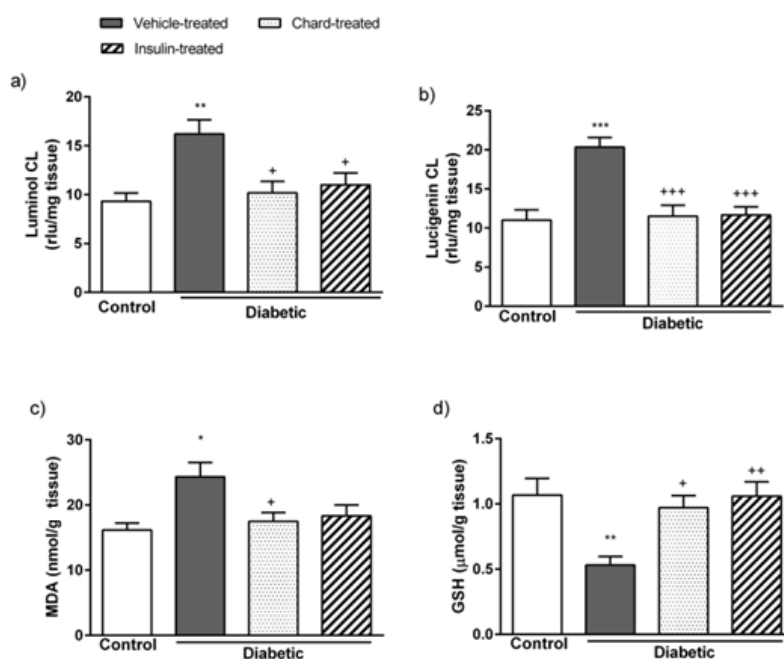 Vehicle-treated
Chard-treated
Insulin-treated
a)
Luminol CL
(rlu/mg tissue)
20
15
10
5
0
**
+
+
Control
Diabetic
b)
Lucigenin CL
(rlu/mg tissue)
25
20
15
10
5
0
***
+++
+++
Control
Diabetic
c)
MDA (nmol/g tissue)
30
20
10
0
*
+
Control
Diabetic
d)
GSH (µmol/g tissue)
1.5
1.0
0.5
0.0
**
+
++
Control
Diabetic